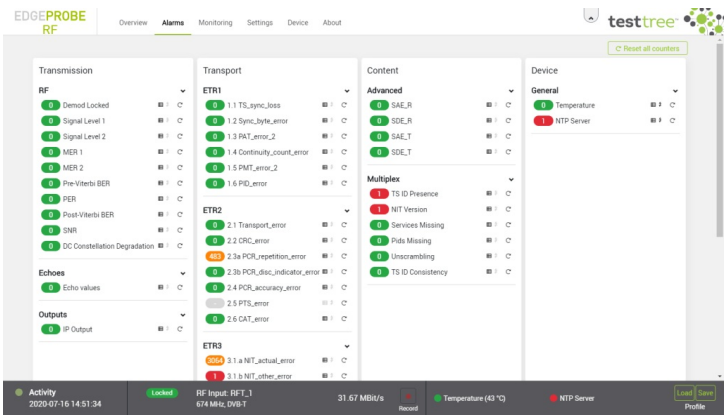 EDGEPROBE
RF
Overview Alarms Monitoring Settings Device About
testtree
Reset all counters
Transmission
RF
0 Demod Locked
0 Signal Level 1
0 Signal Level 2
0 MER 1
0 MER 2
0 Pre-Viterbi BER
0 PER
0 Post-Viterbi BER
0 SNR
0 DC Constellation Degradation
Echoes
0 Echo values
Outputs
0 IP Output
Transport
ETR1
0 1.1 TS_sync_loss
0 1.2 Sync_byte_error
0 1.3 PAT_error_2
0 1.4 Continuity_count_error
0 1.5 PMT_error_2
0 1.6 PID_error
ETR2
0 2.1 Transport_error
0 2.2 CRC_error
483 2.3a PCR_repetition_error
0 2.3b PCR_disc_indicator_error
0 2.4 PCR_accuracy_error
- 2.5 PTS_error
0 2.6 CAT_error
ETR3
3064 3.1 a NIT_actual_error
1 3.1.b NIT_other_error
Content
Advanced
0 SAE_R
0 SDE_R
0 SAE_T
0 SDE_T
Multiplex
1 TS ID Presence
1 NIT Version
0 Services Missing
0 Pids Missing
0 Unscrambling
0 TS ID Consistency
Device
General
0 Temperature
1 NTP Server
Activity
2020-07-16 14:51:34
Locked
RF Input: RFT_1
674 MHz, DVB-T
31.67 MBit/s
Record
Temperature (43 °C)
NTP Server
Load Save
Profile